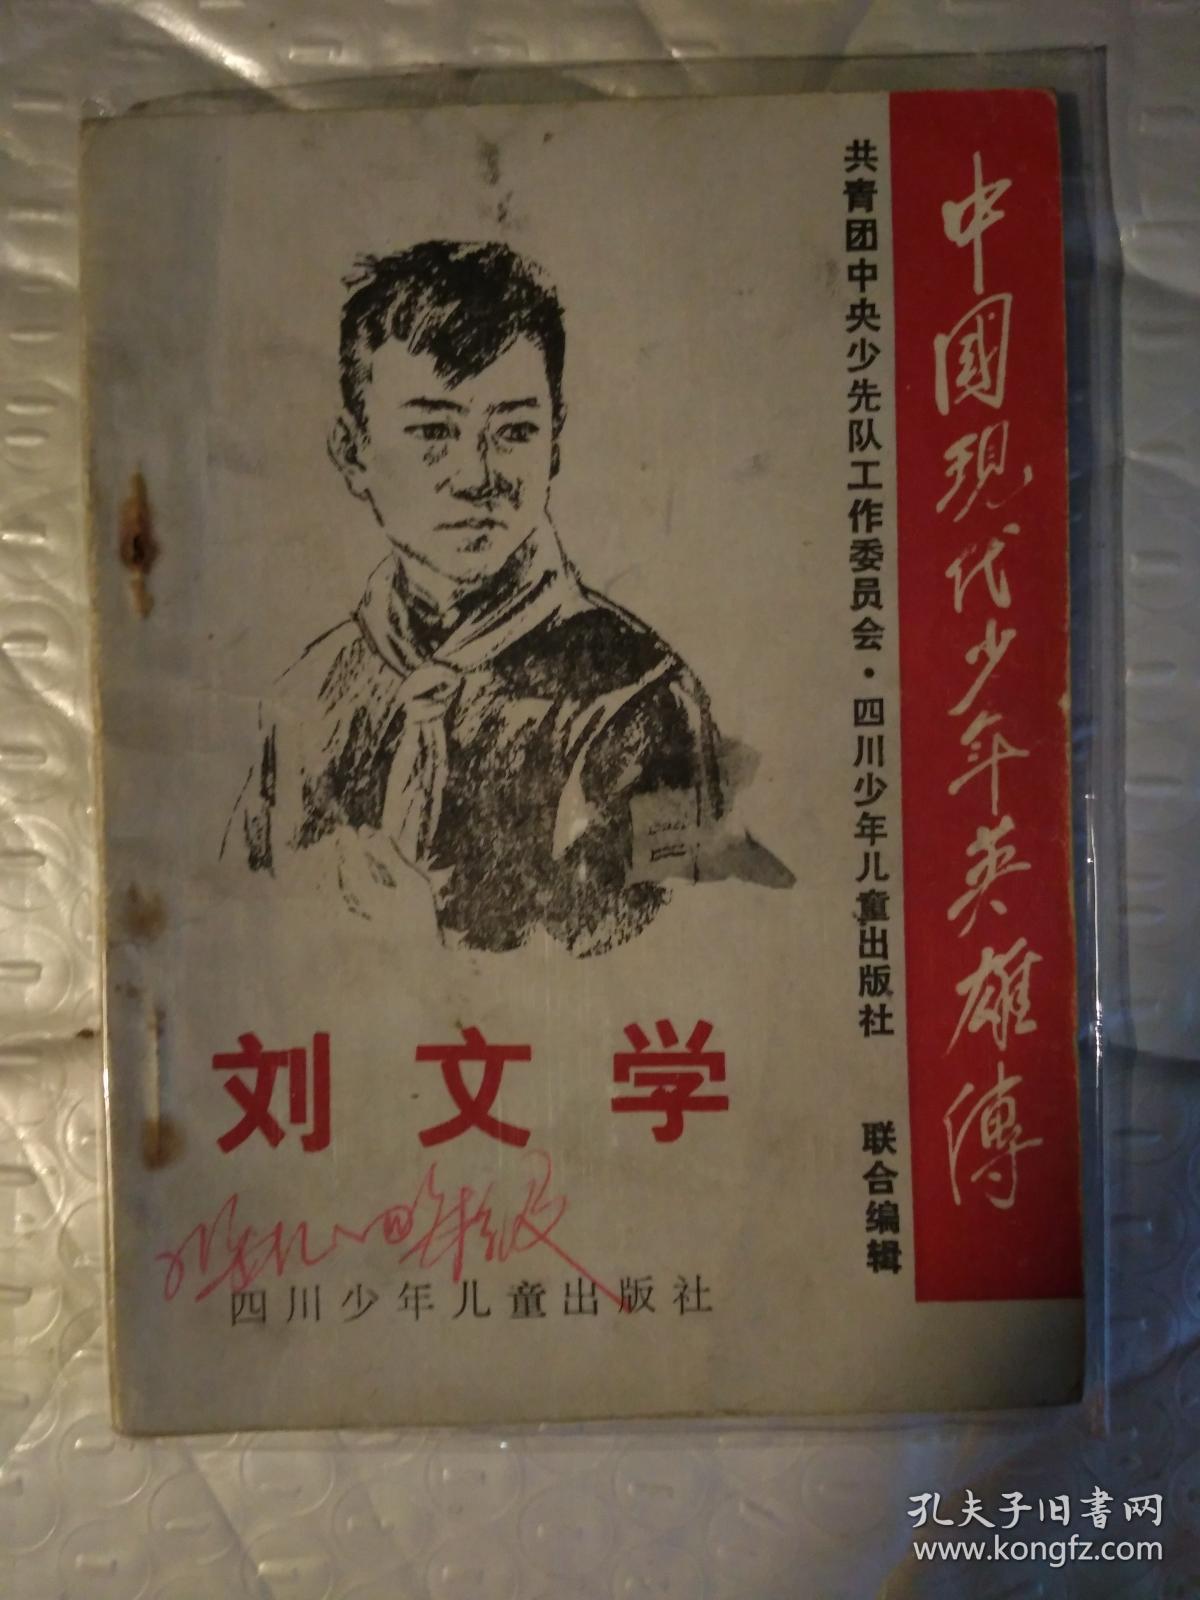 中國現代少年英雄傳
共青团中央少先队工作委员会·四川少年儿童出版社 联合编辑
刘文学
四川少年儿童出版社
孔夫子旧书网
www.kongfz.com